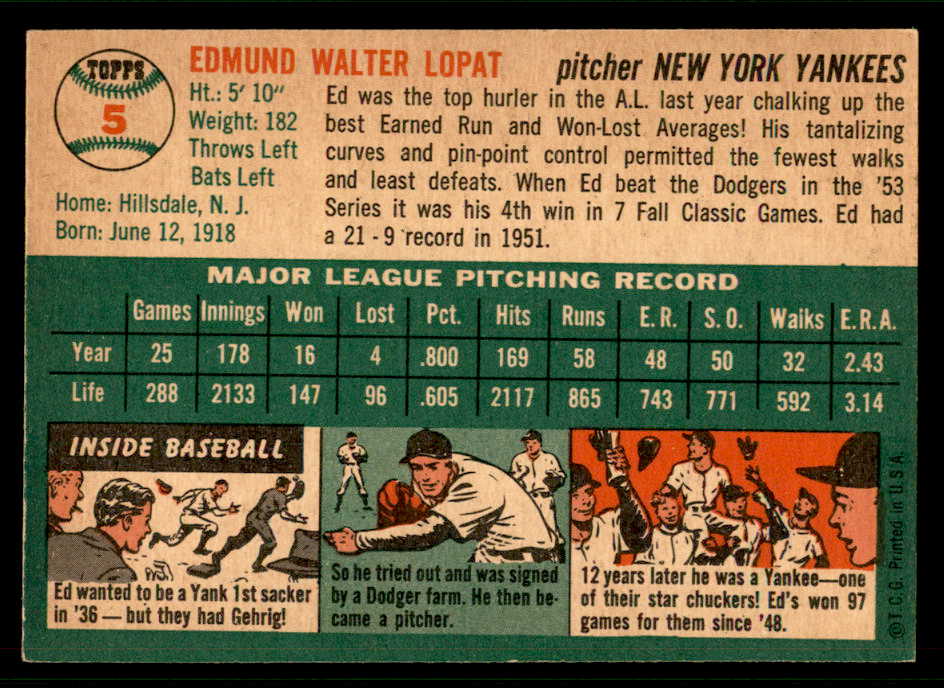 TOPPS
5
EDMUND WALTER LOPAT
pitcher NEW YORK YANKEES
Ht.: 5' 10"
Weight: 182
Throws Left
Bats Left
Home: Hillsdale, N. J.
Born: June 12, 1918
Ed was the top hurler in the A.L. last year chalking up the
best Earned Run and Won-Lost Averages! His tantalizing
curves and pin-point control permitted the fewest walks
and least defeats. When Ed beat the Dodgers in the '53
Series it was his 4th win in 7 Fall Classic Games. Ed had
a 21 - 9 record in 1951.
MAJOR LEAGUE PITCHING RECORD
Games Innings Won Lost Pct. Hits Runs E. R. S. O. Walks E.R.A.
Year 25 178 16 4 .800 169 58 48 50 32 2.43
Life 288 2133 147 96 .605 2117 865 743 771 592 3.14
INSIDE BASEBALL
Ed wanted to be a Yank 1st sacker
in '36 — but they had Gehrig!
So he tried out and was signed
by a Dodger farm. He then be-
came a pitcher.
12 years later he was a Yankee—one
of their star chuckers! Ed's won 97
games for them since '48.
© T. C. G. Printed in U. S. A.